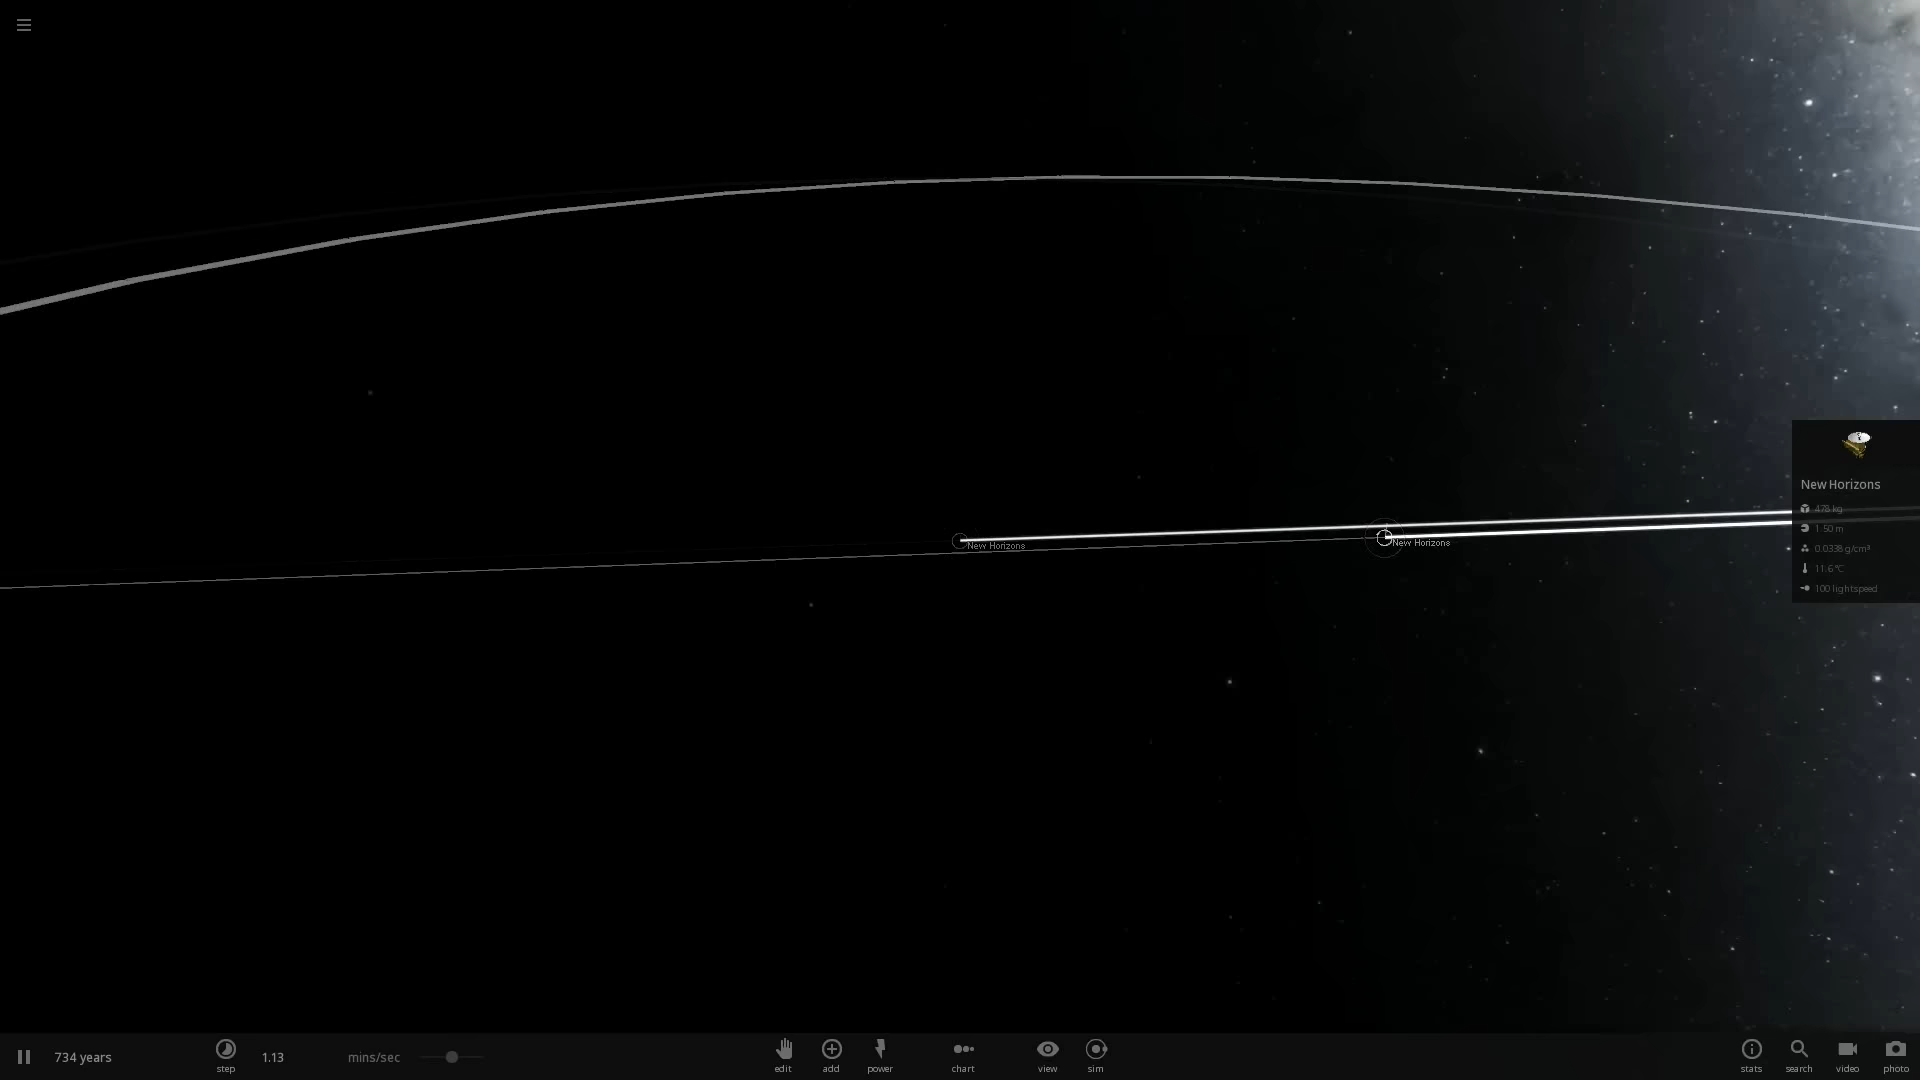 New Horizons
New Horizons
New Horizons
478 kg
1.50 m
0.0338 g/cm³
11.6 °C
100 lightspeed
734 years
step
1.13
mins/sec
edit
add
power
chart
view
sim
stats
search
video
photo